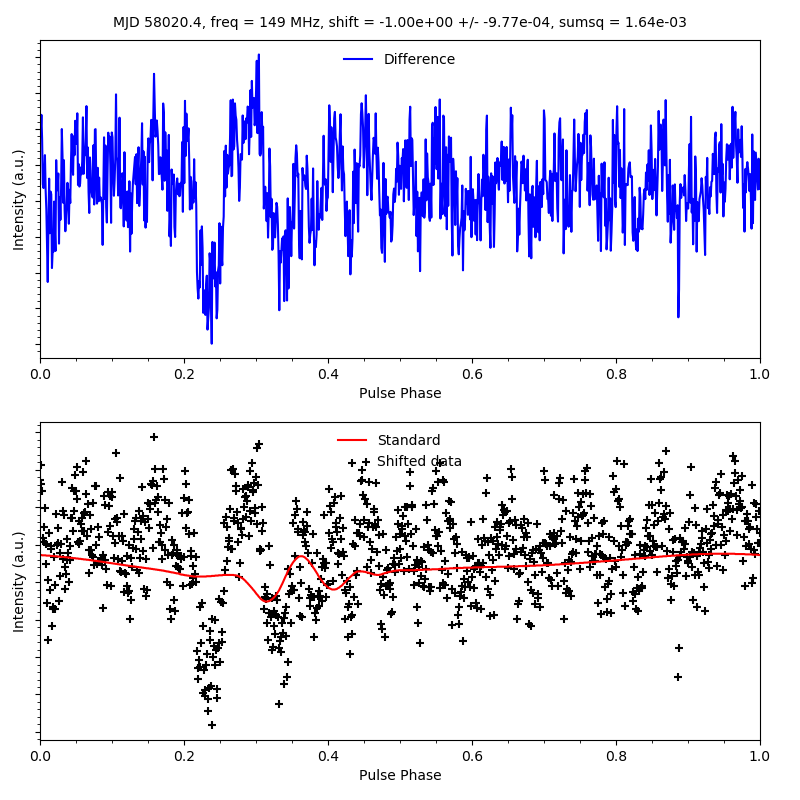 MJD 58020.4, freq = 149 MHz, shift = -1.00e+00 +/- -9.77e-04, sumsq = 1.64e-03
Difference
Intensity (a.u.)
0.0 0.2 0.4 0.6 0.8 1.0
Pulse Phase
Standard
Shifted data
Intensity (a.u.)
0.0 0.2 0.4 0.6 0.8 1.0
Pulse Phase